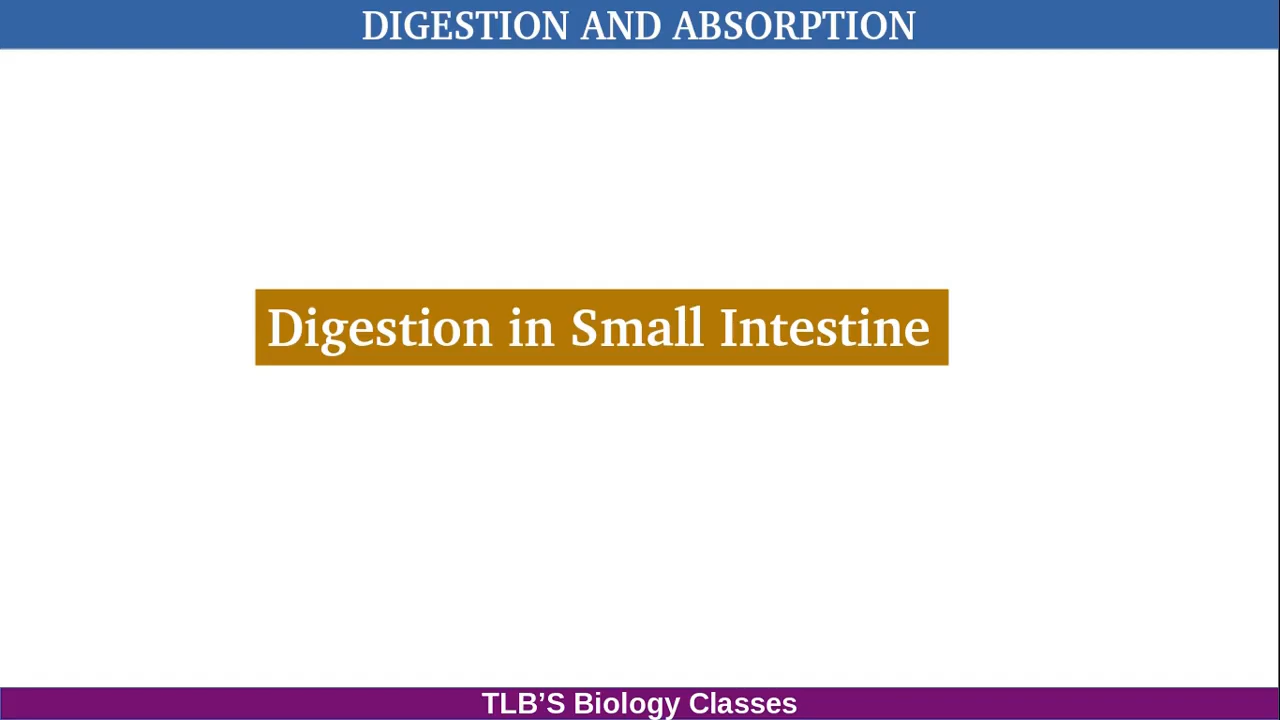 DIGESTION AND ABSORPTION
Digestion in Small Intestine
TLB’S Biology Classes